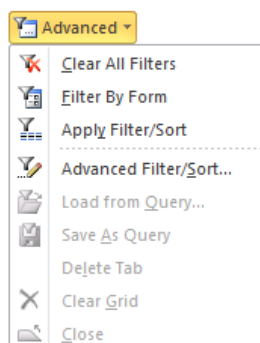 Advanced
Clear All Filters
Filter By Form
Apply Filter/Sort
Advanced Filter/Sort...
Load from Query...
Save As Query
Delete Tab
Clear Grid
Close